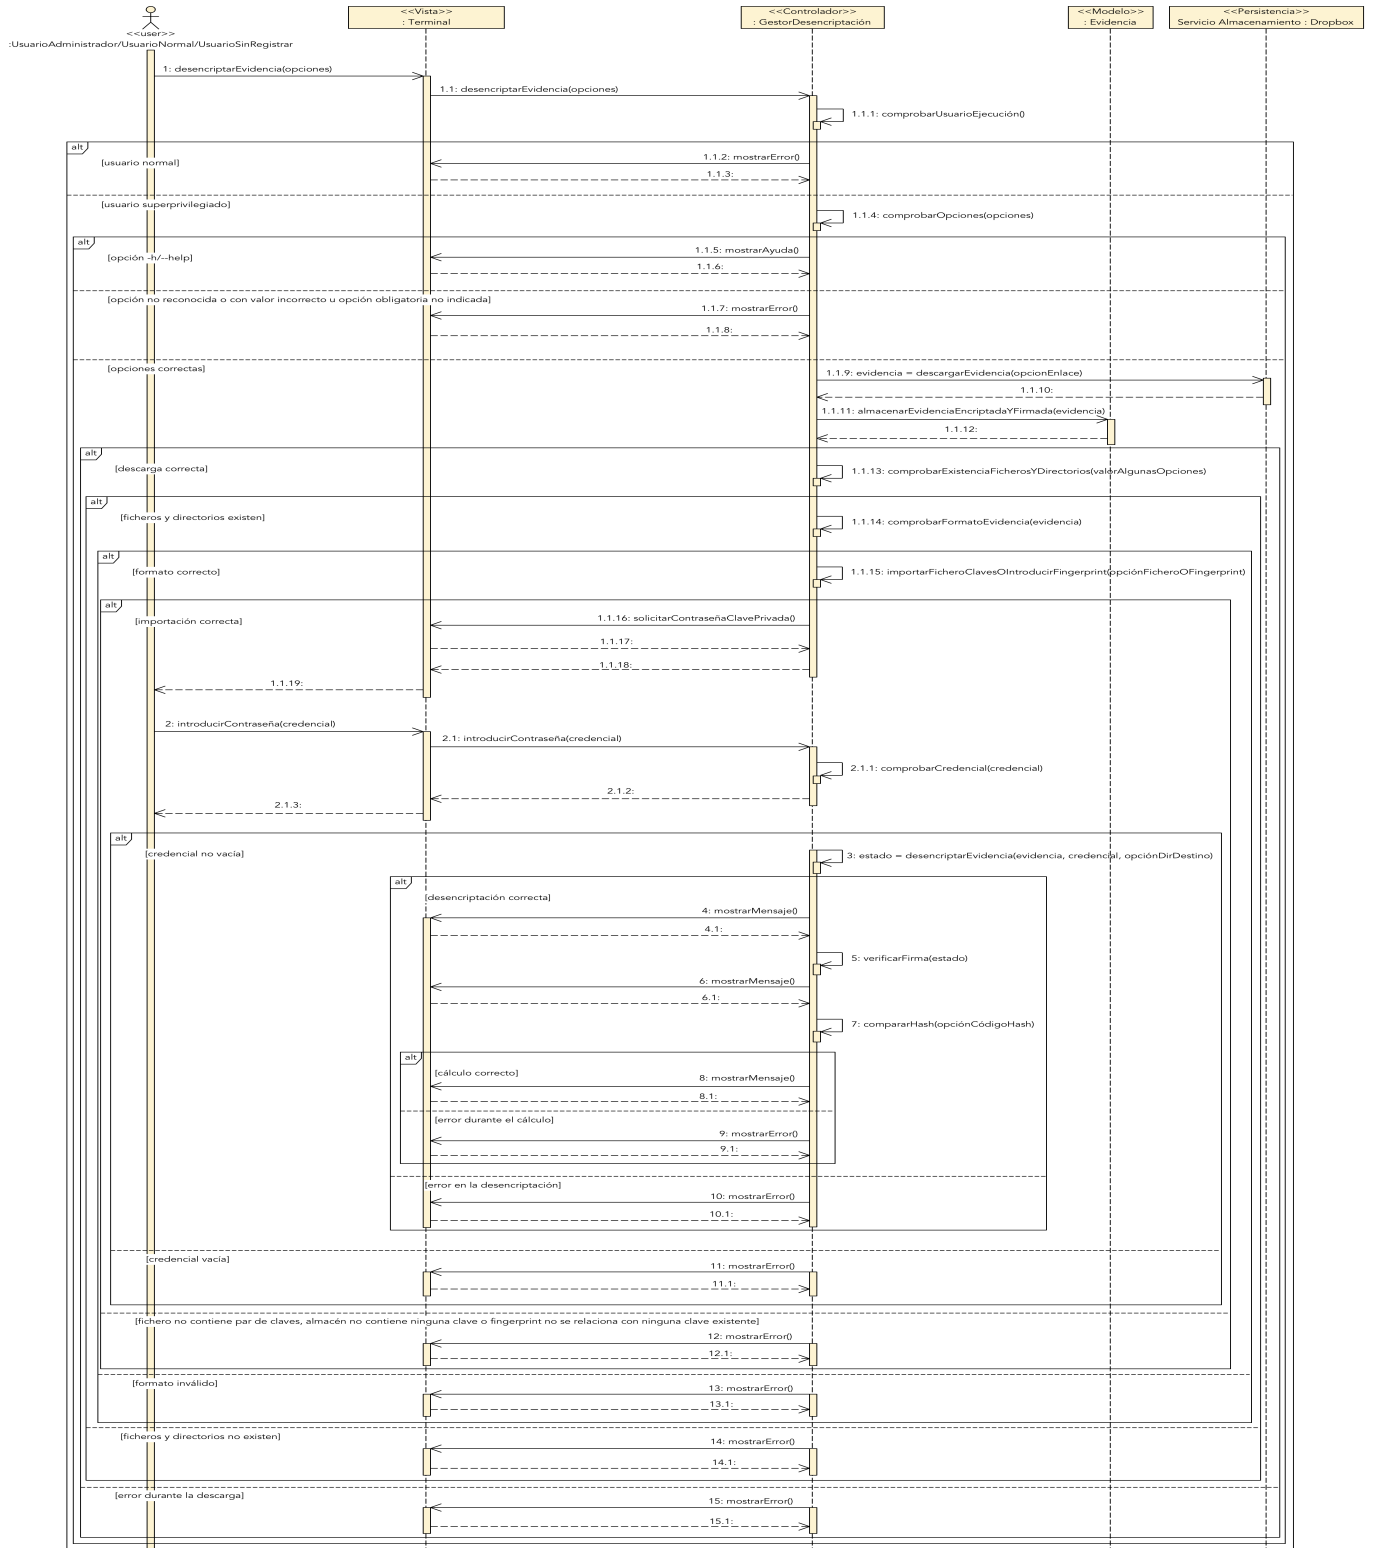 <<user>>
:UsuarioAdministrador/UsuarioNormal/UsuarioSinRegistrar
<<Vista>>
: Terminal
<<Controlador>>
: GestorDesencriptación
<<Modelo>>
: Evidencia
<<Persistencia>>
Servicio Almacenamiento : Dropbox
1: desencriptarEvidencia(opciones)
1.1: desencriptarEvidencia(opciones)
1.1.1: comprobarUsuarioEjecución()
alt
[usuario normal]
1.1.2: mostrarError()
1.1.3:
[usuario superprivilegiado]
1.1.4: comprobarOpciones(opciones)
alt
[opción -h/--help]
1.1.5: mostrarAyuda()
1.1.6:
[opción no reconocida o con valor incorrecto u opción obligatoria no indicada]
1.1.7: mostrarError()
1.1.8:
[opciones correctas]
1.1.9: evidencia = descargarEvidencia(opcionEnlace)
1.1.10:
1.1.11: almacenarEvidenciaEncriptadaYFirmada(evidencia)
1.1.12:
alt
[descarga correcta]
1.1.13: comprobarExistenciaFicherosYDirectorios(valorAlgunasOpciones)
alt
[ficheros y directorios existen]
1.1.14: comprobarFormatoEvidencia(evidencia)
alt
[formato correcto]
1.1.15: importarFicheroClavesOIntroducirFingerprint(opciónFicheroOFingerprint)
alt
[importación correcta]
1.1.16: solicitarContraseñaClavePrivada()
1.1.17:
1.1.18:
1.1.19:
2: introducirContraseña(credencial)
2.1: introducirContraseña(credencial)
2.1.1: comprobarCredencial(credencial)
2.1.2:
2.1.3:
alt
[credencial no vacía]
3: estado = desencriptarEvidencia(evidencia, credencial, opciónDirDestino)
alt
[desencriptación correcta]
4: mostrarMensaje()
4.1:
5: verificarFirma(estado)
6: mostrarMensaje()
6.1:
7: compararHash(opciónCódigoHash)
alt
[cálculo correcto]
8: mostrarMensaje()
8.1:
[error durante el cálculo]
9: mostrarError()
9.1:
[error en la desencriptación]
10: mostrarError()
10.1:
[credencial vacía]
11: mostrarError()
11.1:
[fichero no contiene par de claves, almacén no contiene ninguna clave o fingerprint no se relaciona con ninguna clave existente]
12: mostrarError()
12.1:
[formato inválido]
13: mostrarError()
13.1:
[ficheros y directorios no existen]
14: mostrarError()
14.1:
[error durante la descarga]
15: mostrarError()
15.1: